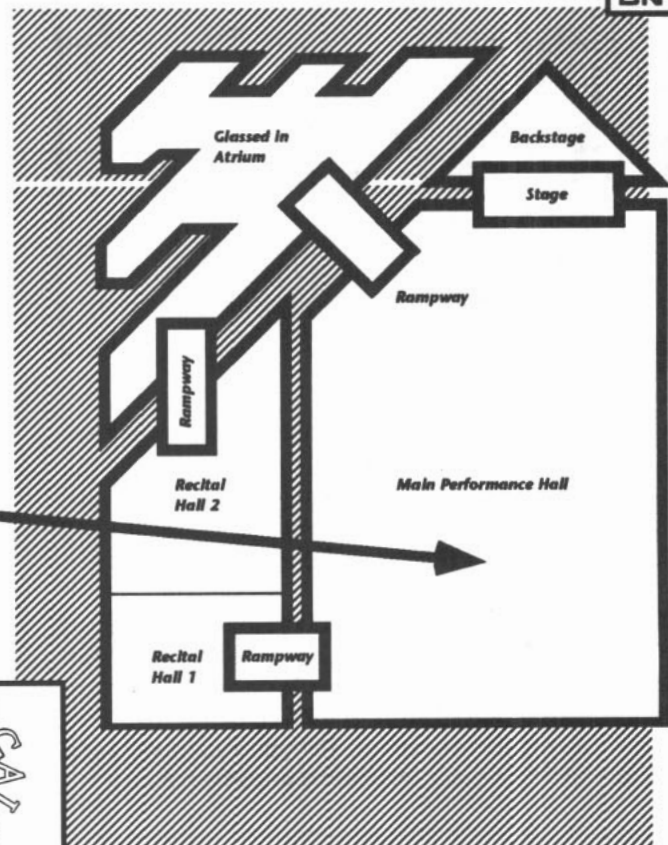 Glassed in
Atrium
Backstage
Stage
Rampway
Rampway
Recital
Hall 2
Main Performance Hall
Recital
Hall 1
Rampway